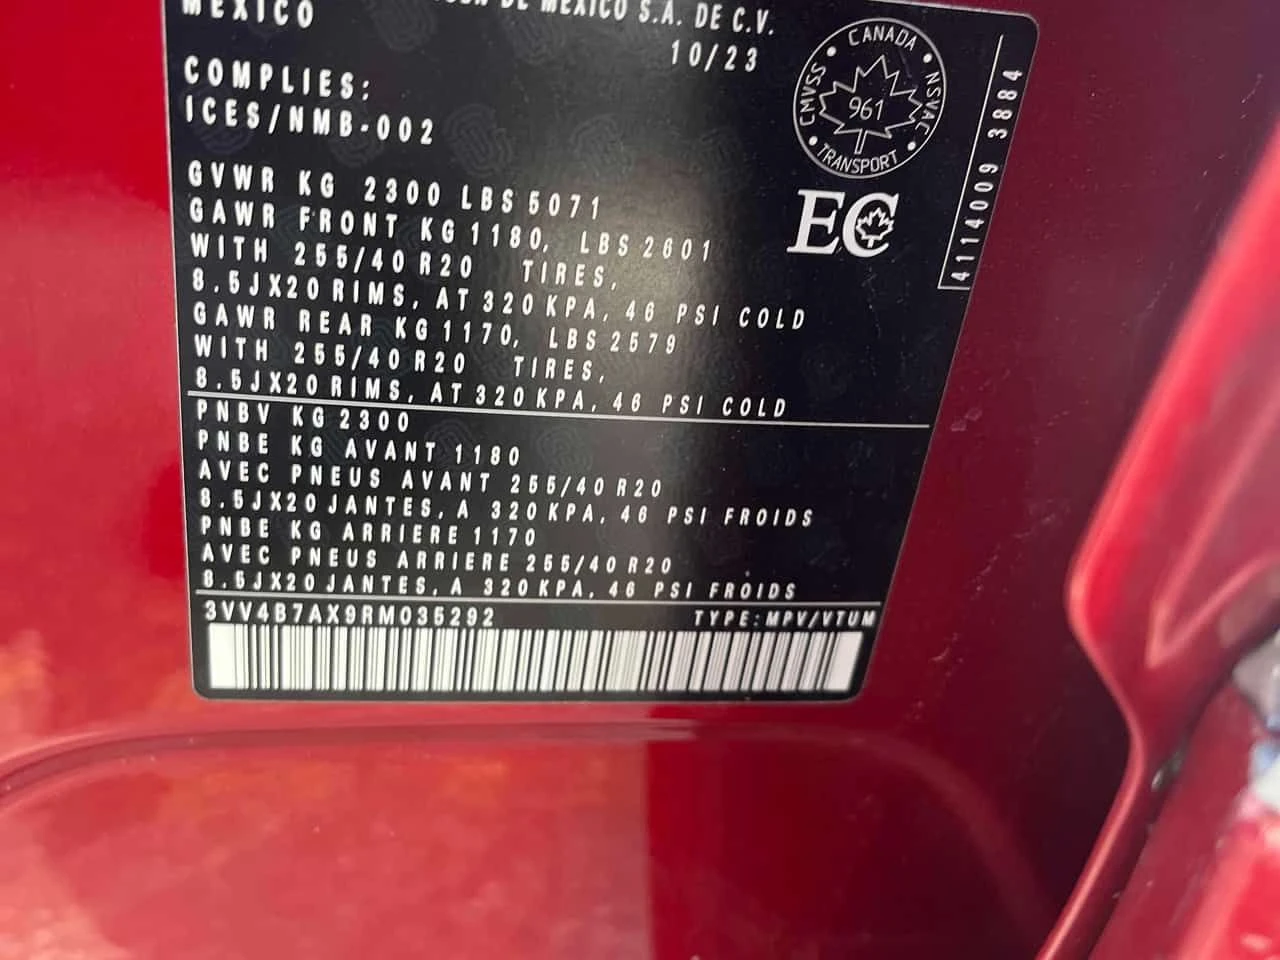 MEXICO
DE MEXICO S.A. DE C.V.
10/23
COMPLIES:
ICES/NMB-002
CANADA
CMVSS
NSVAC
961
TRANSPORT
EC
4114009 3884
GVWR KG 2300 LBS 5071
GAWR FRONT KG 1180, LBS 2601
WITH 255/40 R20 TIRES,
8.5JX20 RIMS, AT 320 KPA, 46 PSI COLD
GAWR REAR KG 1170, LBS 2579
WITH 255/40 R20 TIRES,
8.5JX20 RIMS, AT 320 KPA, 46 PSI COLD
PNBV KG 2300
PNBE KG AVANT 1180
AVEC PNEUS AVANT 255/40 R20
8.5JX20 JANTES, A 320 KPA, 46 PSI FROIDS
PNBE KG ARRIERE 1170
AVEC PNEUS ARRIERE 255/40 R20
8.5JX20 JANTES, A 320 KPA, 46 PSI FROIDS
3VV4B7AX9RM035292 TYPE:MPV/VTUM